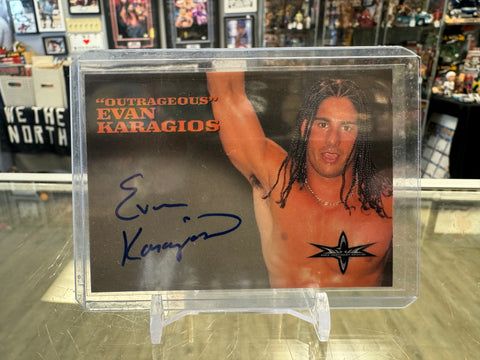 WE THE
NORTH
"OUTRAGEOUS"
EVAN
KARAGIOS
Evan
Karagios